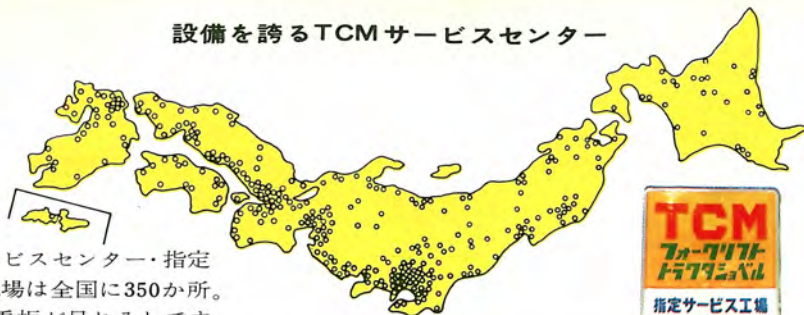 設備を誇るTCMサービスセンター
ビスセンター・指定
場は全国に350か所。
TCM
フォークリフト
トラクタショベル
指定サービス工場